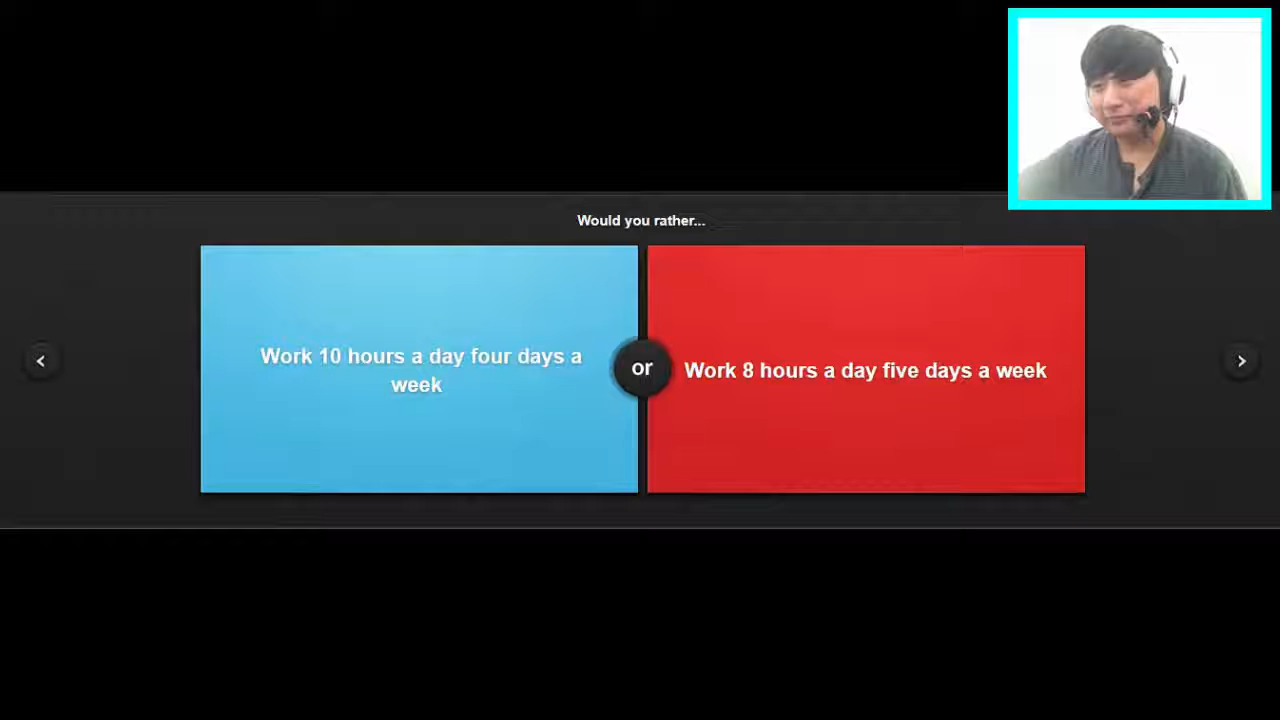 Would you rather...
Work 10 hours a day four days a
week
or
Work 8 hours a day five days a week